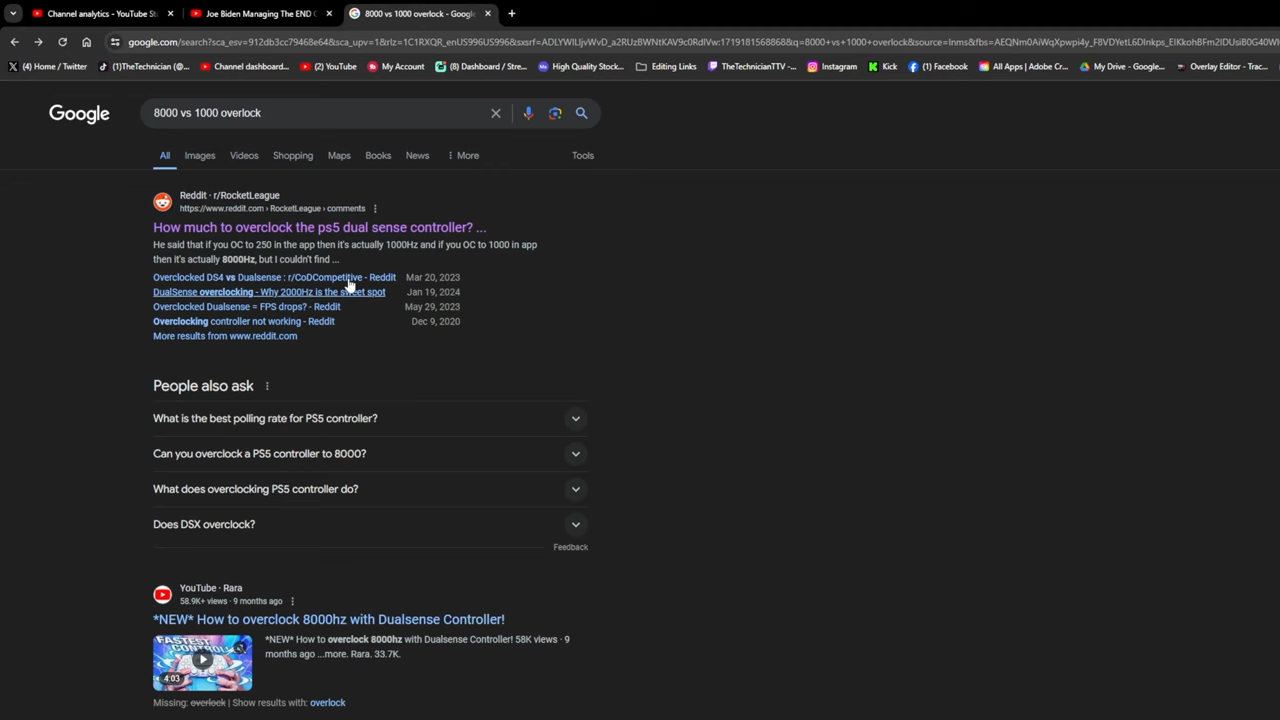 Channel analytics - YouTube St
Joe Biden Managing The END C
8000 vs 1000 overlock - Google
google.com/search?sca_esv=912db3cc79468e64&sca_upv=1&rlz=1C1RXQR_enUS996US996&sxsrf=
(4) Home / Twitter
(1)TheTechnician (@...
Channel dashboard...
(2) YouTube
My Account
(8) Dashboard / Stre...
High Quality Stock...
Editing Links
TheTechnicianTTV -...
Instagram
Kick
(1) Facebook
All Apps | Adobe Cr...
My Drive - Google...
Overlay Editor - Trac...
Google
8000 vs 1000 overlock
All Images Videos Shopping Maps Books News More Tools
Reddit · r/RocketLeague
https://www.reddit.com › RocketLeague › comments
How much to overclock the ps5 dual sense controller? ...
He said that if you OC to 250 in the app then it's actually 1000Hz and if you OC to 1000 in app
then it's actually 8000Hz, but I couldn't find ...
Overclocked DS4 vs Dualsense : r/CoDCompetitive - Reddit Mar 20, 2023
DualSense overclocking - Why 2000Hz is the sweet spot Jan 19, 2024
Overclocked Dualsense = FPS drops? - Reddit May 29, 2023
Overclocking controller not working - Reddit Dec 9, 2020
More results from www.reddit.com
People also ask
What is the best polling rate for PS5 controller?
Can you overclock a PS5 controller to 8000?
What does overclocking PS5 controller do?
Does DSX overclock?
Feedback
YouTube · Rara
58.9K+ views · 9 months ago
*NEW* How to overclock 8000hz with Dualsense Controller!
*NEW* How to overclock 8000hz with Dualsense Controller! 58K views · 9
months ago ...more. Rara. 33.7K.
FASTEST
4:03
Missing: overlock | Show results with: overlock